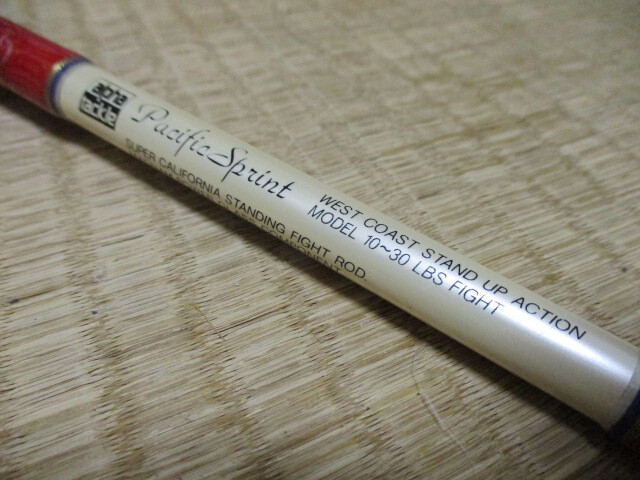 alpha
tackle
Pacific Sprint
SUPER CALIFORNIA STANDING FIGHT ROD.
WEST COAST STAND UP ACTION
MODEL 10~30 LBS FIGHT